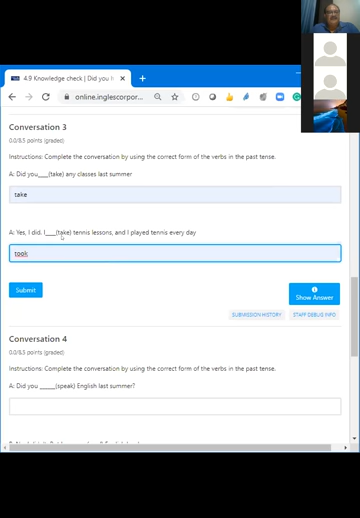 4.9 Knowledge check | Did you h
online.inglescorpor...
Conversation 3
0.0/8.5 points (graded)
Instructions: Complete the conversation by using the correct form of the verbs in the past tense.
A: Did you___(take) any classes last summer
take
A: Yes, I did. I___(take) tennis lessons, and I played tennis every day
took
Submit
Show Answer
SUBMISSION HISTORY
STAFF DEBUG INFO
Conversation 4
0.0/8.5 points (graded)
Instructions: Complete the conversation by using the correct form of the verbs in the past tense.
A: Did you _____(speak) English last summer?